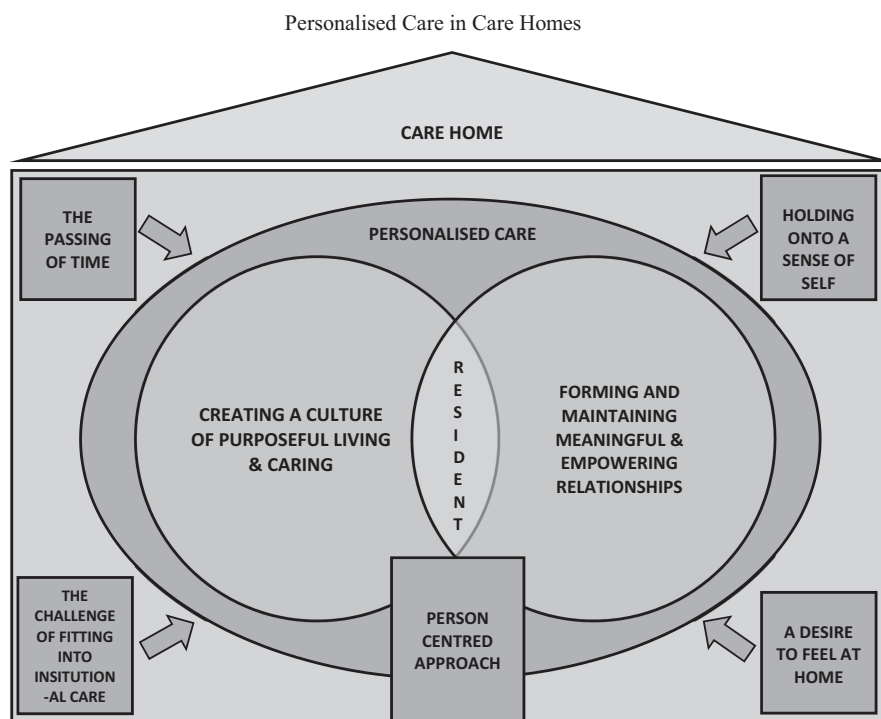 Personalised Care in Care Homes
CARE HOME
THE
PASSING
OF TIME
HOLDING
ONTO A
SENSE OF
SELF
PERSONALISED CARE
CREATING A CULTURE
OF PURPOSEFUL LIVING
& CARING
R
E
S
I
D
E
N
T
FORMING AND
MAINTAINING
MEANINGFUL &
EMPOWERING
RELATIONSHIPS
THE
CHALLENGE
OF FITTING
INTO
INSITUTION
-AL CARE
PERSON
CENTRED
APPROACH
A DESIRE
TO FEEL AT
HOME